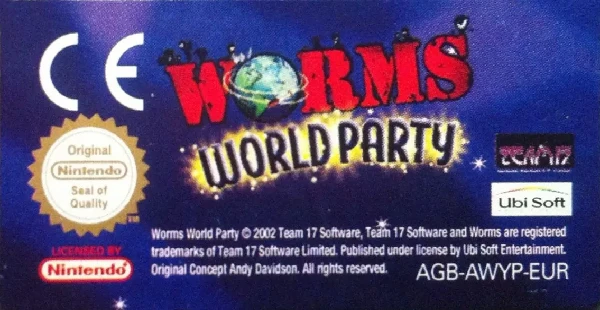 CE
WORMS
WORLD PARTY
Original
Nintendo
Seal of
Quality
TM
TEAM17
Ubi Soft
LICENSED BY
Nintendo
Worms World Party © 2002 Team 17 Software, Team 17 Software and Worms are registered
trademarks of Team 17 Software Limited. Published under license by Ubi Soft Entertainment.
Original Concept Andy Davidson. All rights reserved.
AGB-AWYP-EUR